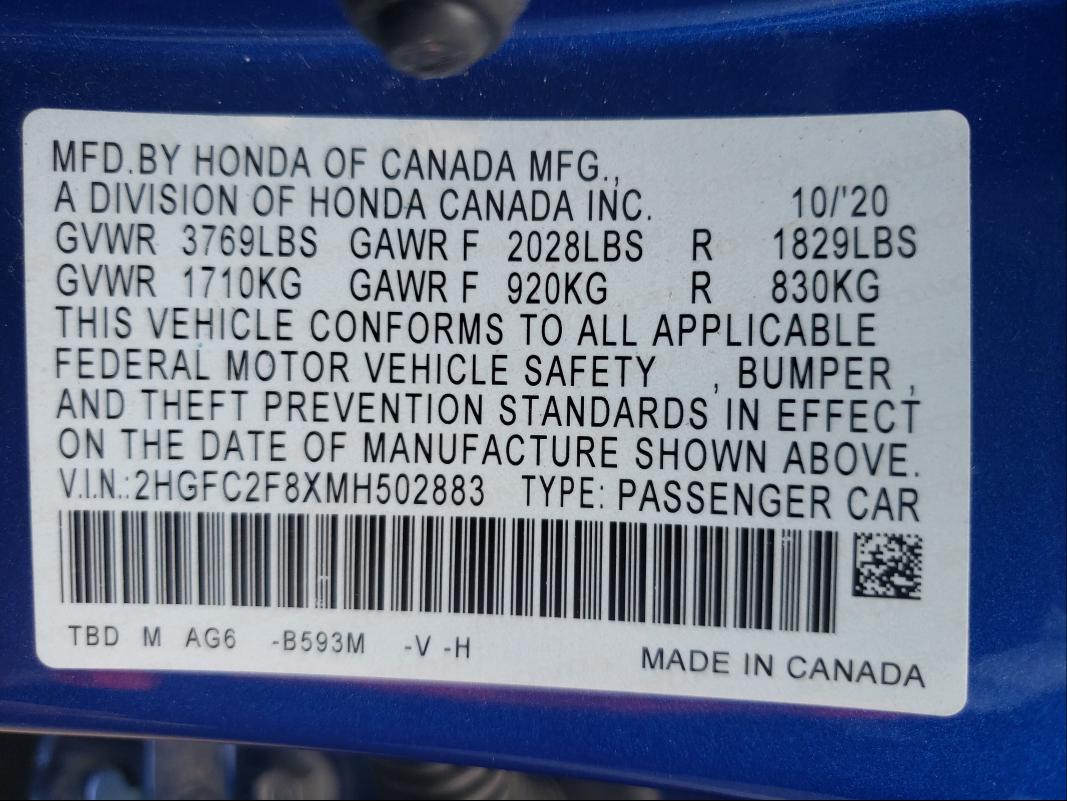 MFD.BY HONDA OF CANADA MFG.,
A DIVISION OF HONDA CANADA INC. 10/'20
GVWR 3769LBS GAWR F 2028LBS R 1829LBS
GVWR 1710KG GAWR F 920KG R 830KG
THIS VEHICLE CONFORMS TO ALL APPLICABLE
FEDERAL MOTOR VEHICLE SAFETY , BUMPER ,
AND THEFT PREVENTION STANDARDS IN EFFECT
ON THE DATE OF MANUFACTURE SHOWN ABOVE.
V.I.N.:2HGFC2F8XMH502883 TYPE: PASSENGER CAR
TBD M AG6 -B593M -V -H
MADE IN CANADA